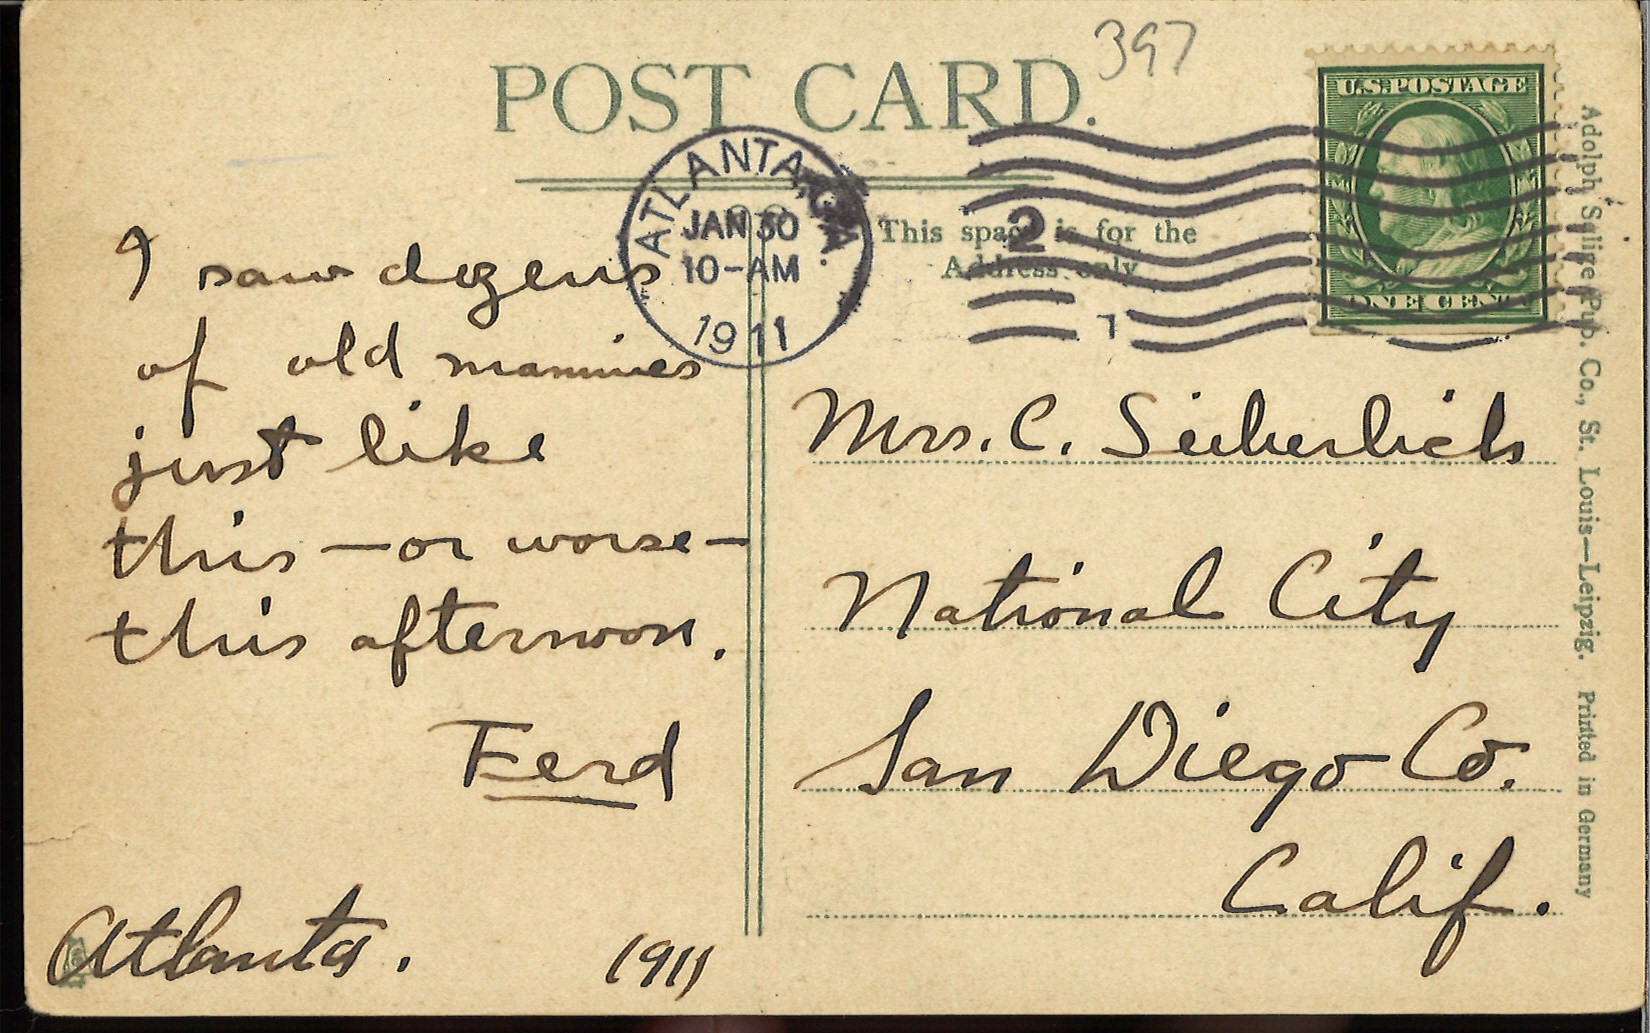 POST CARD.
397
U.S. POSTAGE
ONE CENT
ATLANTA, GA.
JAN 30
10-AM
1911
2
1
This space is for the
Address only
I saw dozens
of old mammies
just like
this — or worse —
this afternoon.
Ferd
Atlanta.
1911
Mrs. C.
National City
San Diego Co.
Calif.
Adolph Selige Pub. Co., St. Louis—Leipzig. Printed in Germany